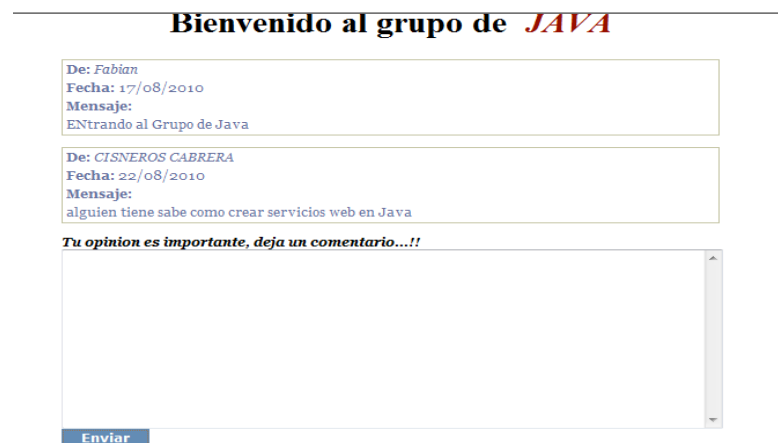 Bienvenido al grupo de JAVA
De: Fabian
Fecha: 17/08/2010
Mensaje:
ENtrando al Grupo de Java
De: CISNEROS CABRERA
Fecha: 22/08/2010
Mensaje:
alguien tiene sabe como crear servicios web en Java
Tu opinion es importante, deja un comentario...!!
Enviar